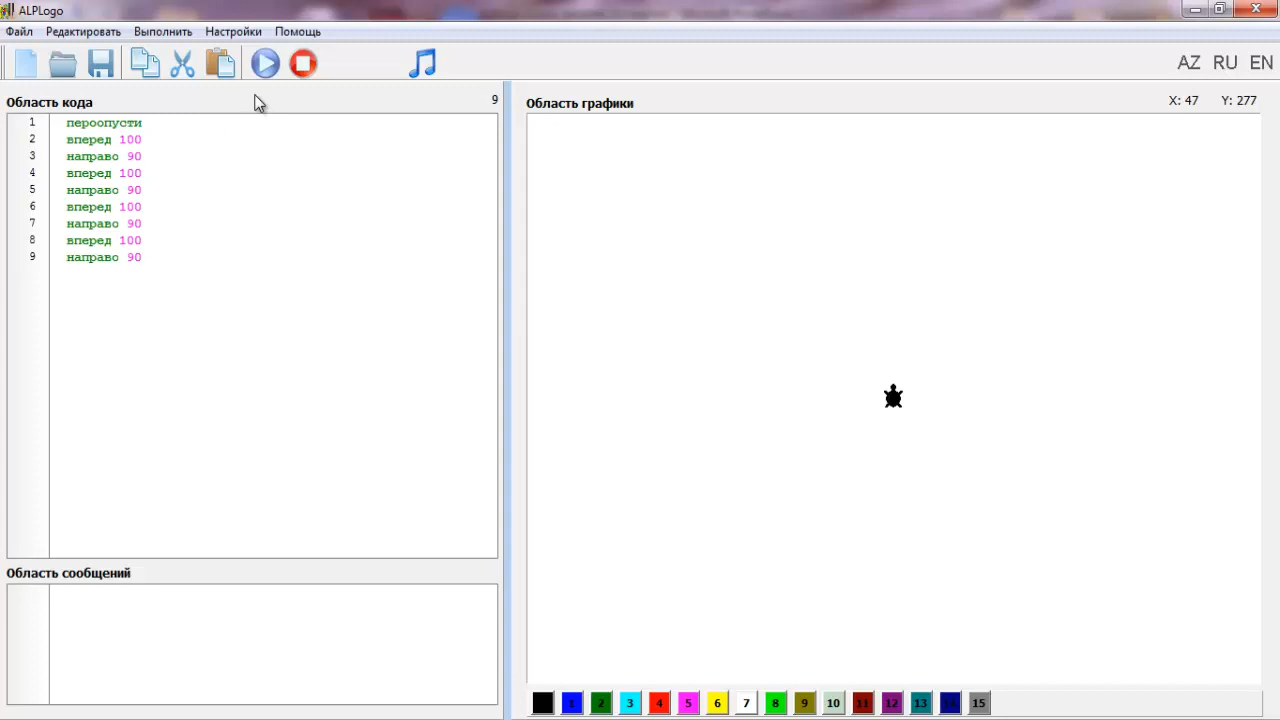 ALPLogo
Файл Редактировать Выполнить Настройки Помощь
AZ RU EN
Область кода 9
1 пероопусти
2 вперед 100
3 направо 90
4 вперед 100
5 направо 90
6 вперед 100
7 направо 90
8 вперед 100
9 направо 90
Область сообщений
Область графики X: 47 Y: 277
1 2 3 4 5 6 7 8 9 10 11 12 13 15